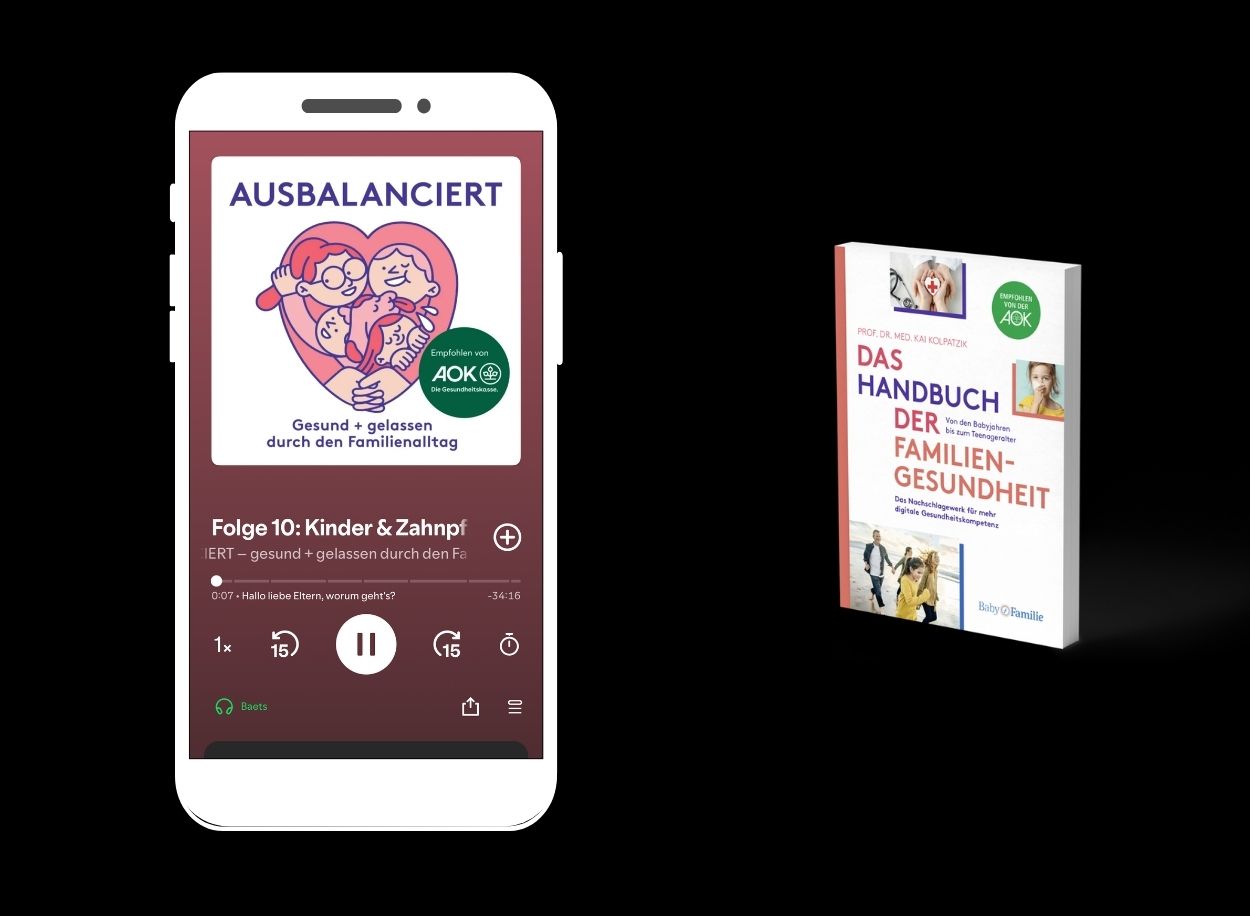 AUSBALANCIERT
Empfohlen von
AOK
Die Gesundheitskasse.
Gesund + gelassen
durch den Familienalltag
Folge 10: Kinder & Zahnpf
IERT – gesund + gelassen durch den Fa
0:07 • Hallo liebe Eltern, worum geht's?
-34:16
1x
15
15
Baets
EMPFOHLEN
VON DER
AOK
PROF. DR. MED. KAI KOLPATZIK
DAS
HANDBUCH
DER
Von den Babyjahren
bis zum Teenageralter
FAMILIEN-
GESUNDHEIT
Das Nachschlagewerk für mehr
digitale Gesundheitskompetenz
Baby Familie